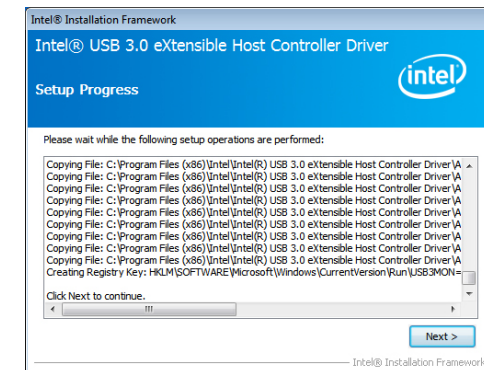 Intel® Installation Framework
Intel® USB 3.0 eXtensible Host Controller Driver
intel
Setup Progress
Please wait while the following setup operations are performed:
Copying File: C:\Program Files (x86)\Intel\Intel(R) USB 3.0 eXtensible Host Controller Driver\A
Copying File: C:\Program Files (x86)\Intel\Intel(R) USB 3.0 eXtensible Host Controller Driver\A
Copying File: C:\Program Files (x86)\Intel\Intel(R) USB 3.0 eXtensible Host Controller Driver\A
Copying File: C:\Program Files (x86)\Intel\Intel(R) USB 3.0 eXtensible Host Controller Driver\A
Copying File: C:\Program Files (x86)\Intel\Intel(R) USB 3.0 eXtensible Host Controller Driver\A
Copying File: C:\Program Files (x86)\Intel\Intel(R) USB 3.0 eXtensible Host Controller Driver\A
Copying File: C:\Program Files (x86)\Intel\Intel(R) USB 3.0 eXtensible Host Controller Driver\A
Copying File: C:\Program Files (x86)\Intel\Intel(R) USB 3.0 eXtensible Host Controller Driver\A
Copying File: C:\Program Files (x86)\Intel\Intel(R) USB 3.0 eXtensible Host Controller Driver\A
Creating Registry Key: HKLM\SOFTWARE\Microsoft\Windows\CurrentVersion\Run\USB3MON=
Click Next to continue.
Next >
Intel® Installation Framework